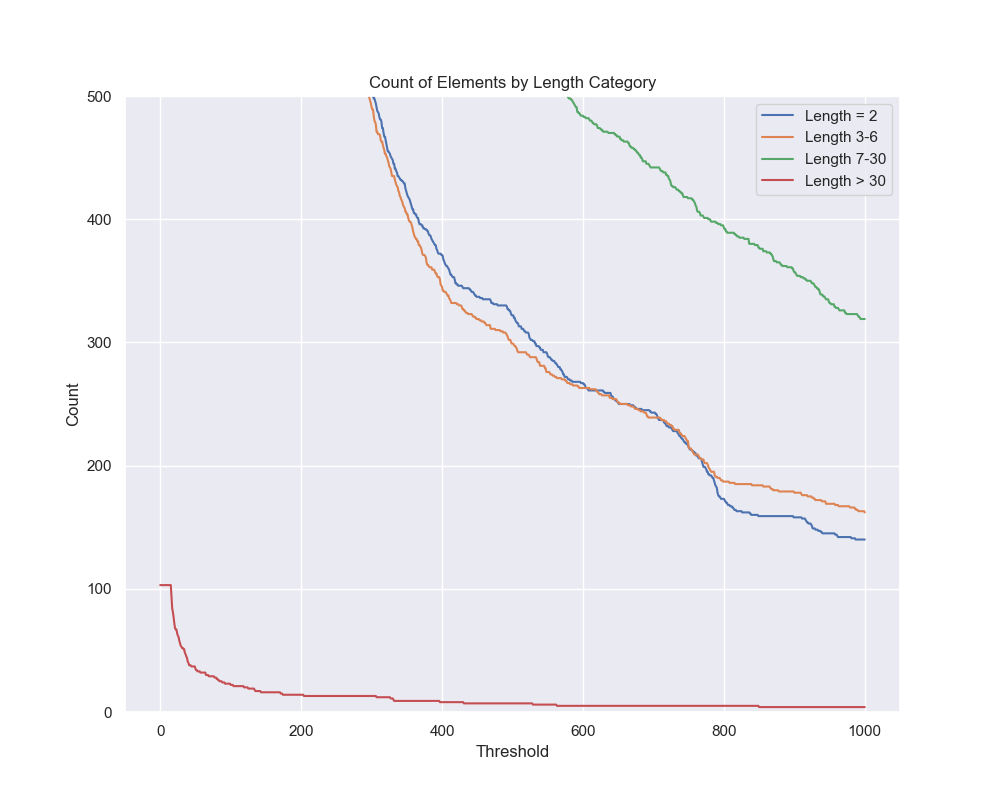 Count of Elements by Length Category
500
400
300
200
100
0
Count
0 200 400 600 800 1000
Threshold
Length = 2
Length 3-6
Length 7-30
Length > 30